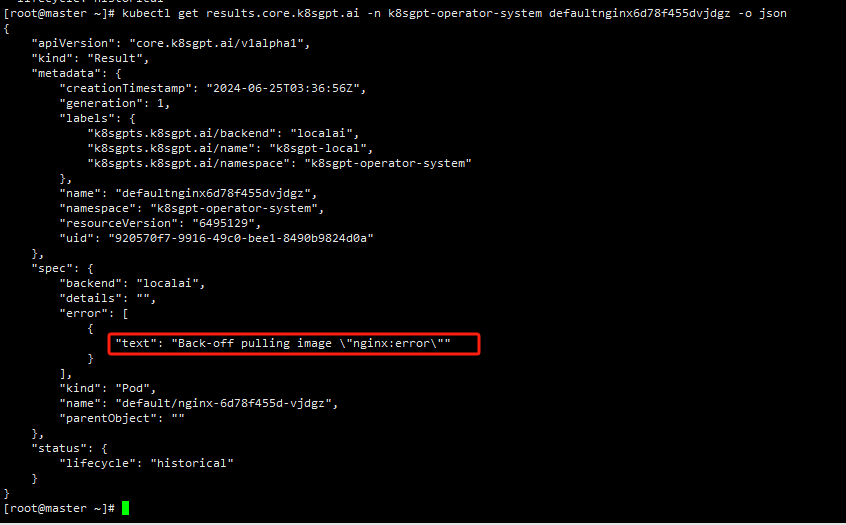 [root@master ~]# kubectl get results.core.k8sgpt.ai -n k8sgpt-operator-system defaultnginx6d78f455dvjdgz -o json
{
    "apiVersion": "core.k8sgpt.ai/v1alpha1",
    "kind": "Result",
    "metadata": {
        "creationTimestamp": "2024-06-25T03:36:56Z",
        "generation": 1,
        "labels": {
            "k8sgpts.k8sgpt.ai/backend": "localai",
            "k8sgpts.k8sgpt.ai/name": "k8sgpt-local",
            "k8sgpts.k8sgpt.ai/namespace": "k8sgpt-operator-system"
        },
        "name": "defaultnginx6d78f455dvjdgz",
        "namespace": "k8sgpt-operator-system",
        "resourceVersion": "6495129",
        "uid": "920570f7-9916-49c0-bee1-8490b9824d0a"
    },
    "spec": {
        "backend": "localai",
        "details": "",
        "error": [
            {
                "text": "Back-off pulling image \"nginx:error\""
            }
        ],
        "kind": "Pod",
        "name": "default/nginx-6d78f455d-vjdgz",
        "parentObject": ""
    },
    "status": {
        "lifecycle": "historical"
    }
}
[root@master ~]#